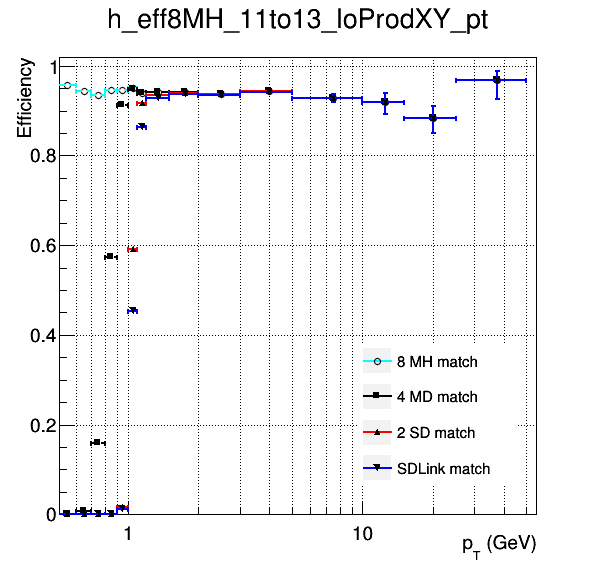 h_eff8MH_11to13_loProdXY_pt
Efficiency
1
0.8
0.6
0.4
0.2
0
8 MH match
4 MD match
2 SD match
SDLink match
1
10
p_T (GeV)